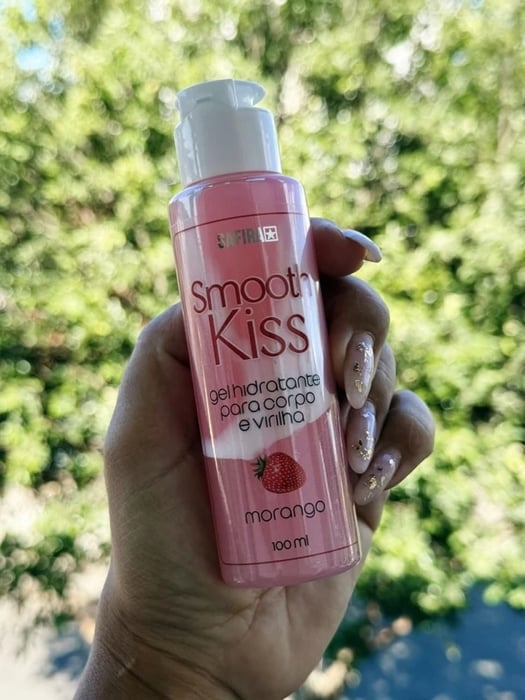 SAFIRA
Smooth
Kiss
gel hidratante
para corpo
e virilha
morango
100 ml